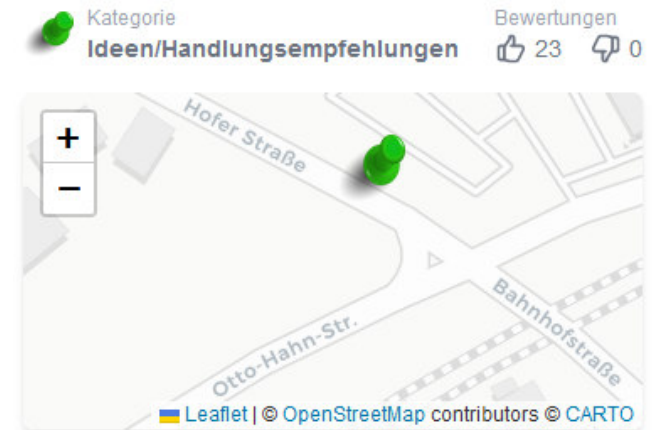 Kategorie
Ideen/Handlungsempfehlungen
Bewertungen
23 0
+
−
Hofer Straße
Otto-Hahn-Str.
Bahnhofstraße
Leaflet | © OpenStreetMap contributors © CARTO